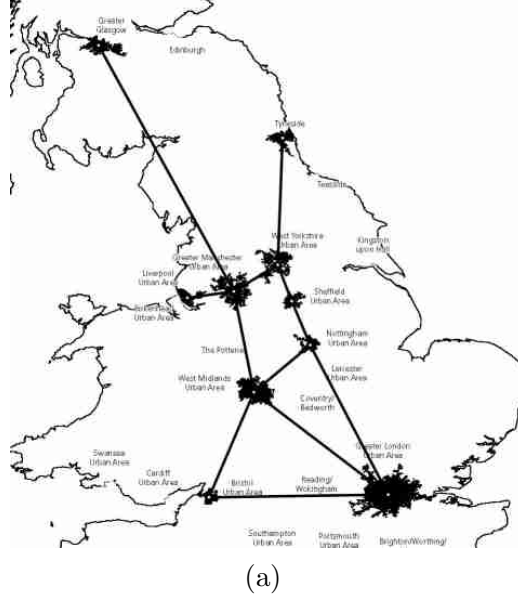 Greater
Glasgow
Edinburgh
Tyneside
Teesside
West Yorkshire
Urban Area
Kingston
upon Hull
Greater Manchester
Urban Area
Liverpool
Urban Area
Sheffield
Urban Area
Birkenhead
Urban Area
Nottingham
Urban Area
The Potteries
Leicester
Urban Area
West Midlands
Urban Area
Coventry/
Bedworth
Greater London
Urban Area
Swansea
Urban Area
Cardiff
Urban Area
Bristol
Urban Area
Reading/
Wokingham
Southampton
Urban Area
Portsmouth
Urban Area
Brighton/Worthing/
(a)